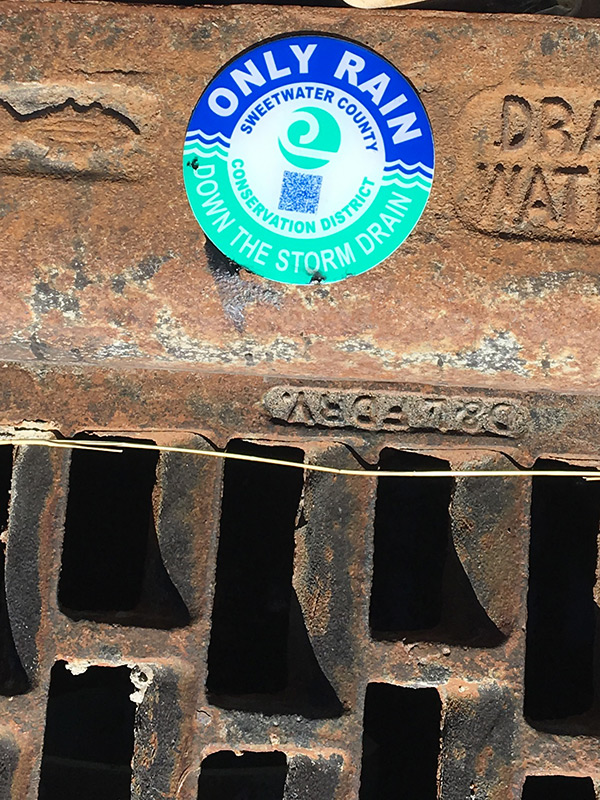 ONLY RAIN
SWEETWATER COUNTY
CONSERVATION DISTRICT
DOWN THE STORM DRAIN